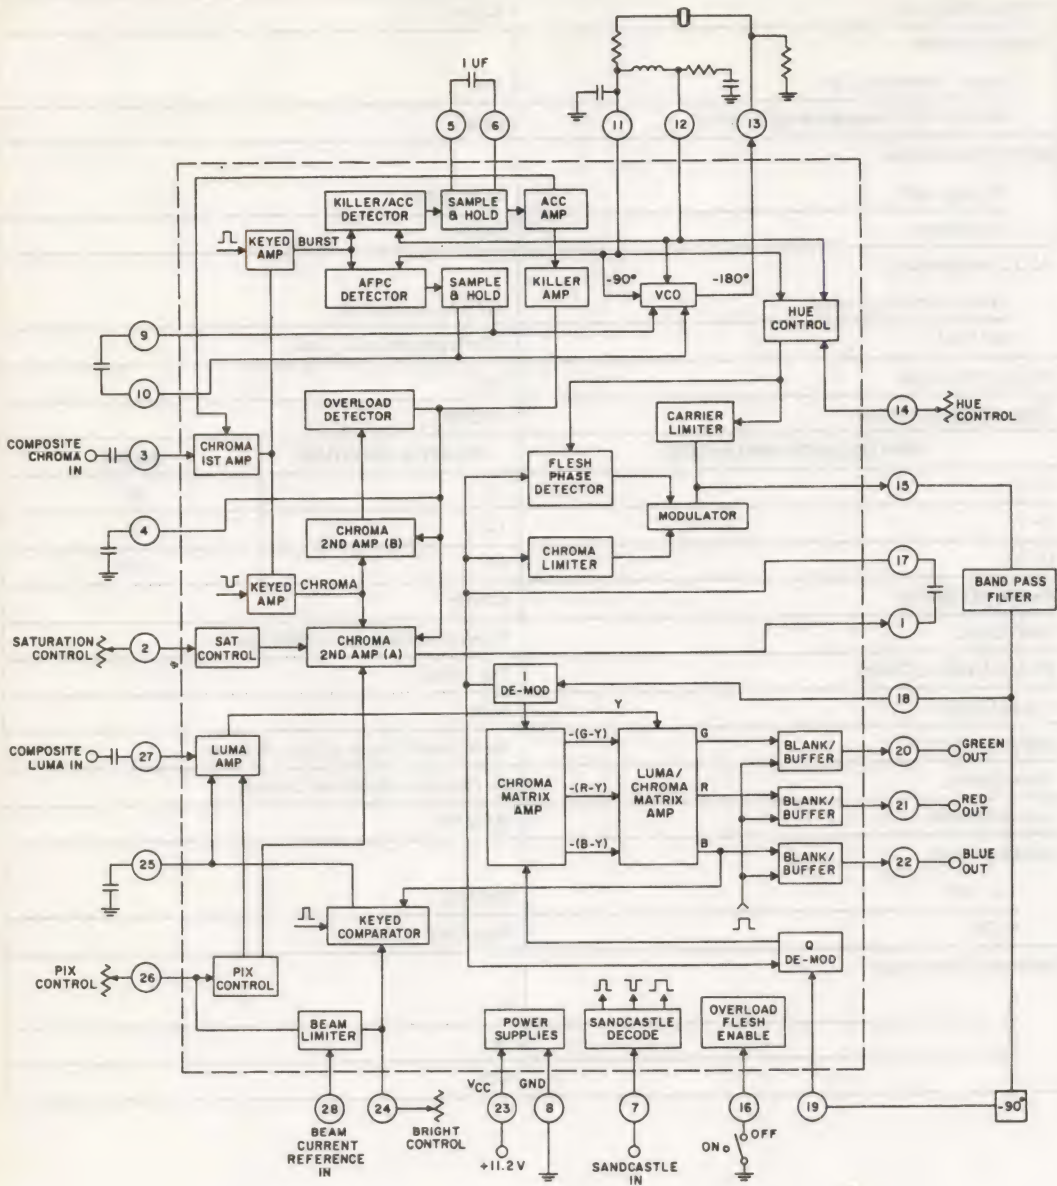 1 UF
5
6
11
12
13
KILLER/ACC
DETECTOR
SAMPLE
& HOLD
ACC
AMP
KEYED
AMP
BURST
AFPC
DETECTOR
SAMPLE
& HOLD
KILLER
AMP
-90°
VCO
-180°
HUE
CONTROL
9
10
OVERLOAD
DETECTOR
CARRIER
LIMITER
14
HUE
CONTROL
COMPOSITE
CHROMA
IN
3
CHROMA
1ST AMP
FLESH
PHASE
DETECTOR
15
MODULATOR
4
CHROMA
2ND AMP (B)
CHROMA
LIMITER
17
BAND PASS
FILTER
KEYED
AMP
CHROMA
1
SATURATION
CONTROL
2
SAT
CONTROL
CHROMA
2ND AMP (A)
I
DE-MOD
18
Y
COMPOSITE
LUMA IN
27
LUMA
AMP
CHROMA
MATRIX
AMP
-(G-Y)
-(R-Y)
-(B-Y)
LUMA/
CHROMA
MATRIX
AMP
G
R
B
BLANK/
BUFFER
20
GREEN
OUT
BLANK/
BUFFER
21
RED
OUT
BLANK/
BUFFER
22
BLUE
OUT
25
KEYED
COMPARATOR
Q
DE-MOD
PIX
CONTROL
26
PIX
CONTROL
BEAM
LIMITER
POWER
SUPPLIES
SANDCASTLE
DECODE
OVERLOAD
FLESH
ENABLE
VCC
GND
28
24
23
8
7
16
19
-90°
BEAM
CURRENT
REFERENCE
IN
BRIGHT
CONTROL
+11.2V
SANDCASTLE
IN
ON
OFF